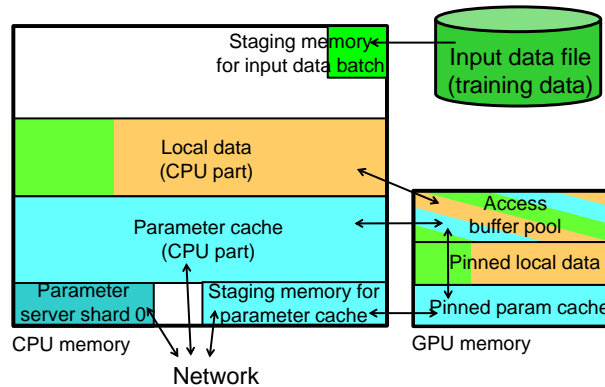 Staging memory
for input data batch
Input data file
(training data)
Local data
(CPU part)
Access
buffer pool
Parameter cache
(CPU part)
Pinned local data
Parameter
server shard 0
Staging memory for
parameter cache
Pinned param cache
CPU memory
GPU memory
Network